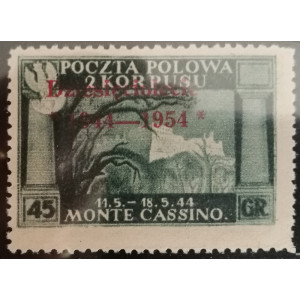 POCZTA POLOWA
2 KORPUSU
1944—1954 *
11.5. – 18.5.44
45 GR.
MONTE CASSINO.